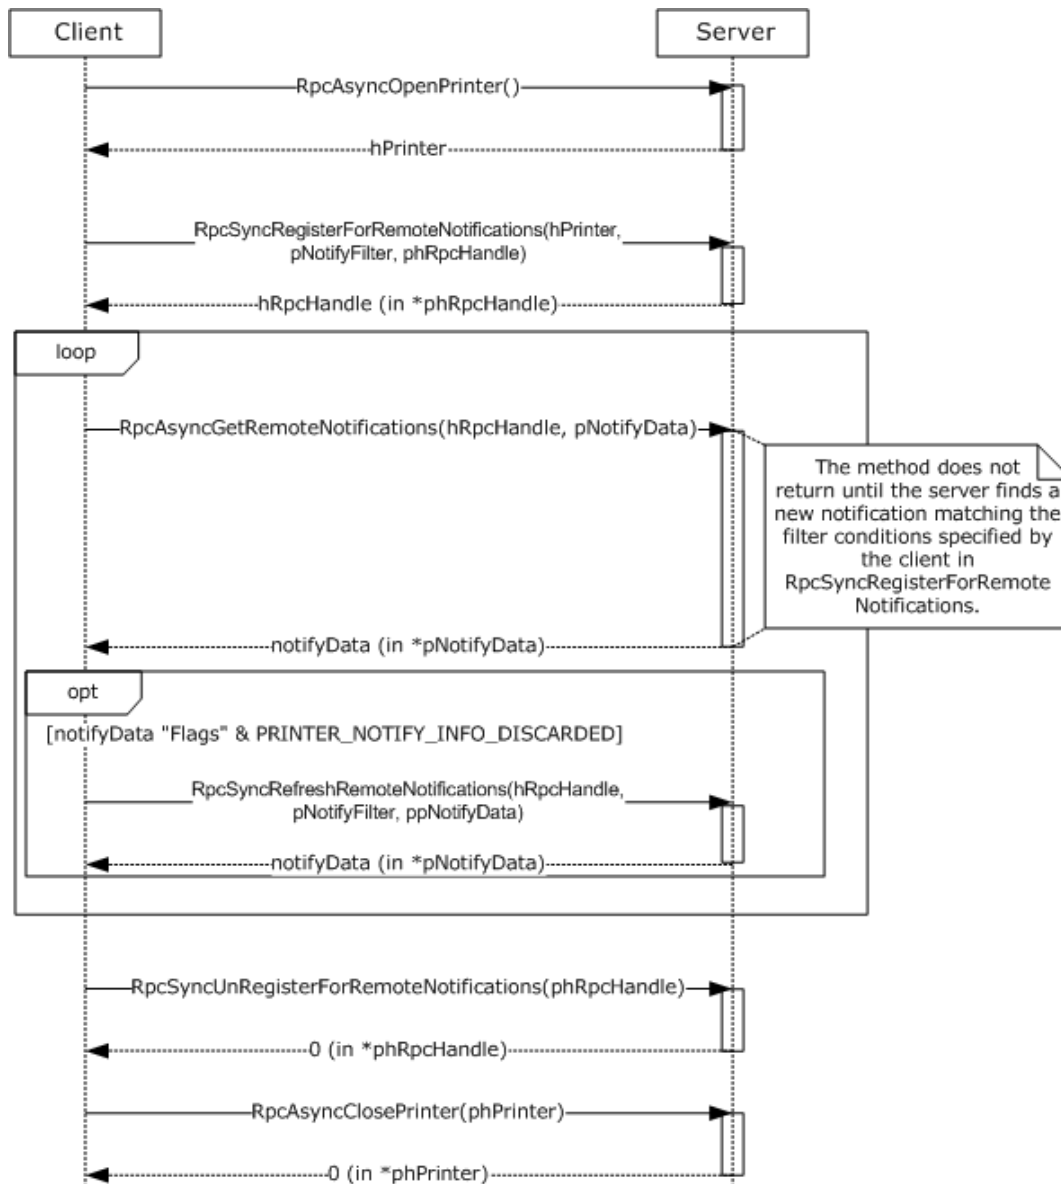 Client
Server
RpcAsyncOpenPrinter()
hPrinter
RpcSyncRegisterForRemoteNotifications(hPrinter,
pNotifyFilter, phRpcHandle)
hRpcHandle (in *phRpcHandle)
loop
RpcAsyncGetRemoteNotifications(hRpcHandle, pNotifyData)
The method does not
return until the server finds a
new notification matching the
filter conditions specified by
the client in
RpcSyncRegisterForRemote
Notifications.
notifyData (in *pNotifyData)
opt
[notifyData "Flags" & PRINTER_NOTIFY_INFO_DISCARDED]
RpcSyncRefreshRemoteNotifications(hRpcHandle,
pNotifyFilter, ppNotifyData)
notifyData (in *pNotifyData)
RpcSyncUnRegisterForRemoteNotifications(phRpcHandle)
0 (in *phRpcHandle)
RpcAsyncClosePrinter(phPrinter)
0 (in *phPrinter)